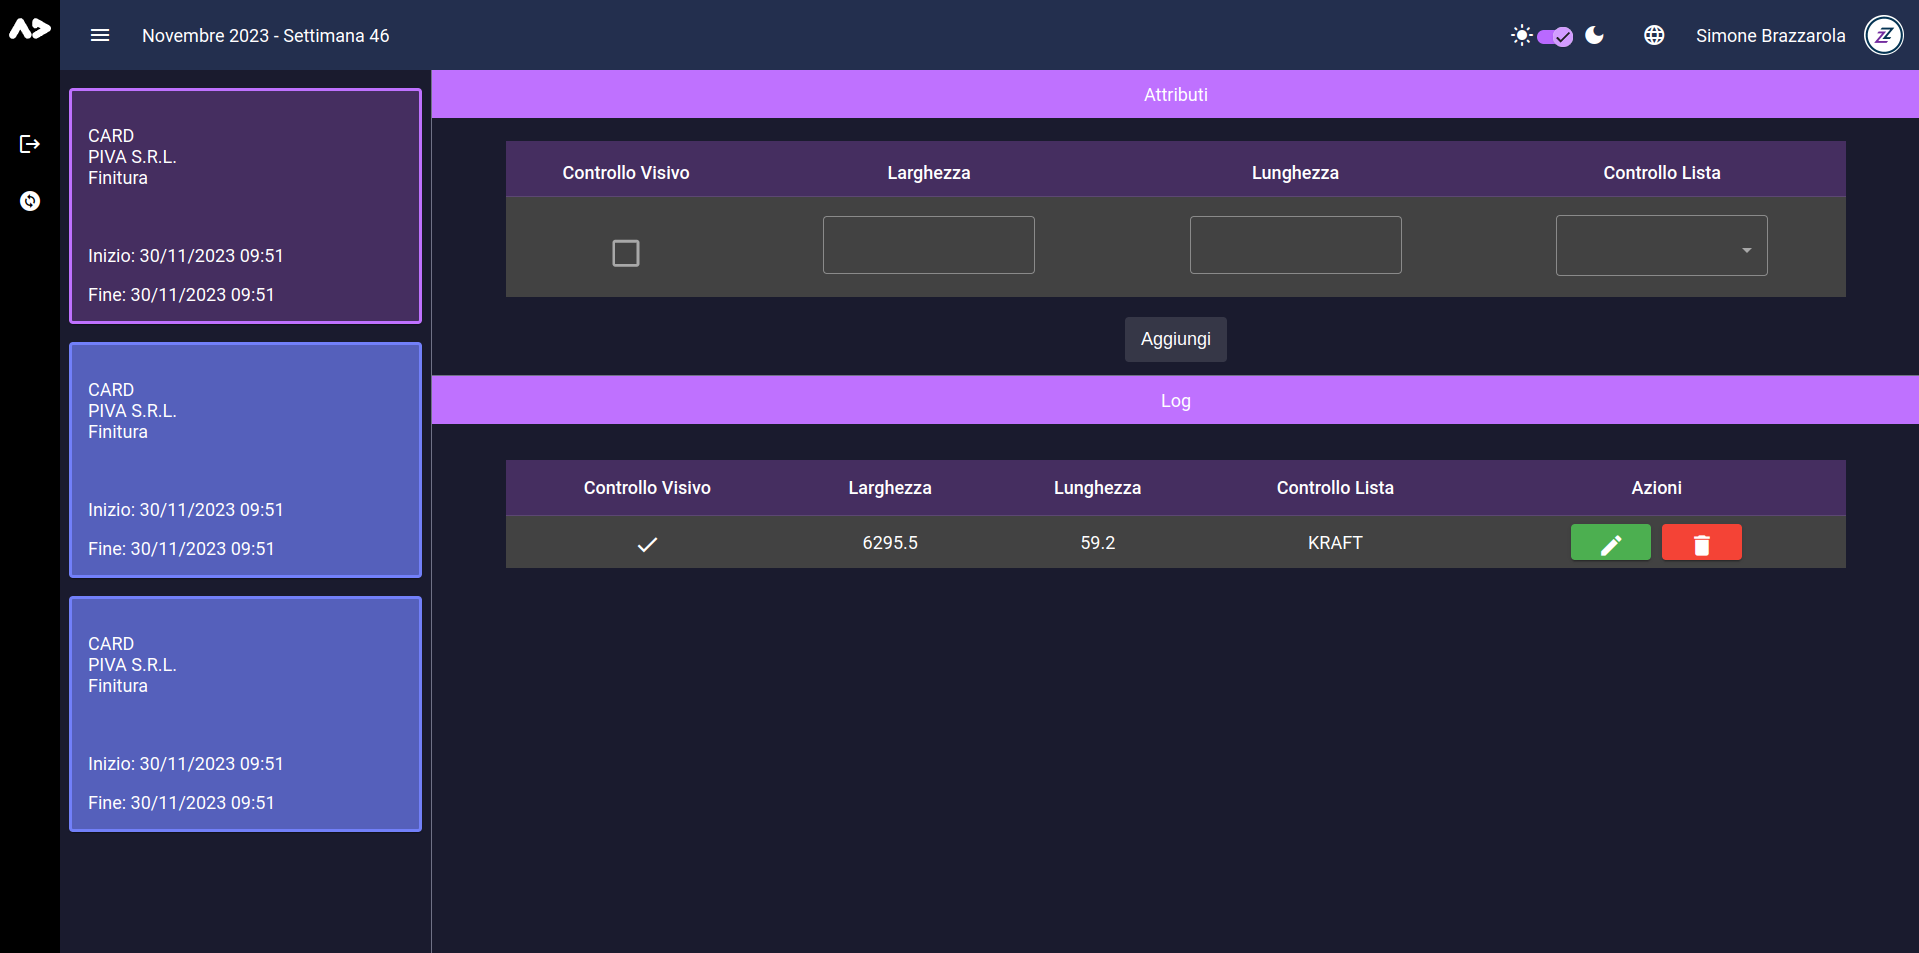 Novembre 2023 - Settimana 46
Simone Brazzarola
CARD
PIVA S.R.L.
Finitura
Inizio: 30/11/2023 09:51
Fine: 30/11/2023 09:51
CARD
PIVA S.R.L.
Finitura
Inizio: 30/11/2023 09:51
Fine: 30/11/2023 09:51
CARD
PIVA S.R.L.
Finitura
Inizio: 30/11/2023 09:51
Fine: 30/11/2023 09:51
Attributi
Controllo Visivo Larghezza Lunghezza Controllo Lista
Aggiungi
Log
Controllo Visivo Larghezza Lunghezza Controllo Lista Azioni
6295.5 59.2 KRAFT